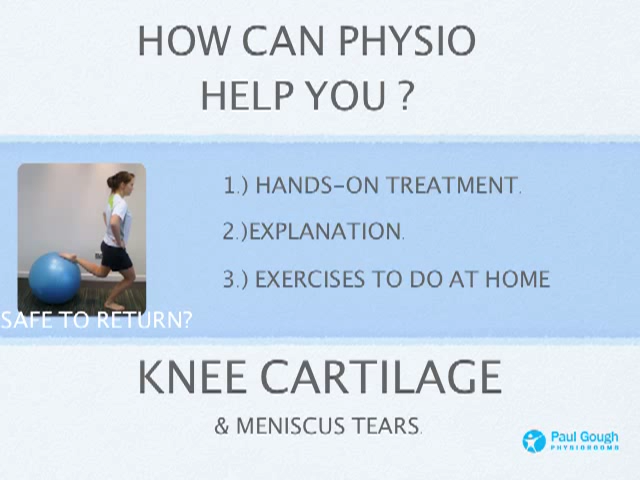 HOW CAN PHYSIO
HELP YOU ?
1.) HANDS-ON TREATMENT.
2.)EXPLANATION.
3.) EXERCISES TO DO AT HOME
SAFE TO RETURN?
KNEE CARTILAGE
& MENISCUS TEARS.
Paul Gough
PHYSIOROOMS